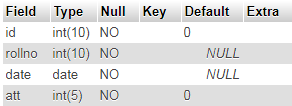 Field Type Null Key Default Extra
id int(10) NO 0
rollno int(10) NO NULL
date date NO NULL
att int(5) NO 0